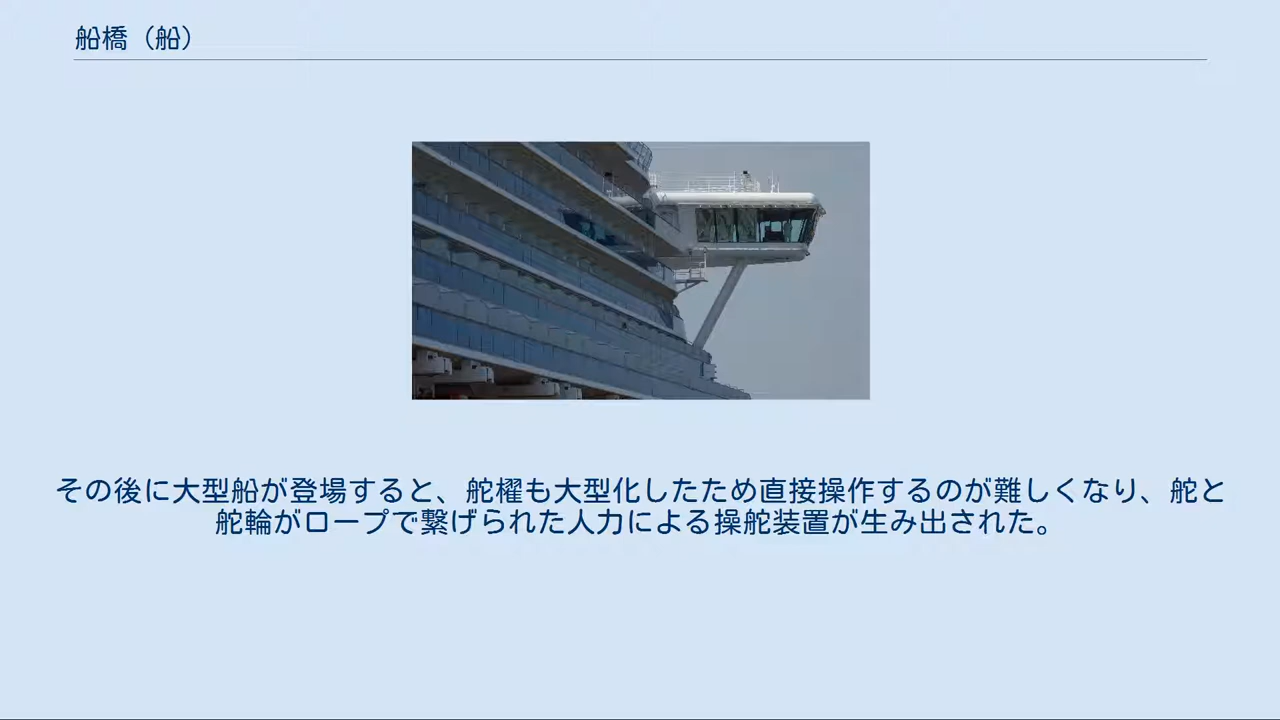 船橋（船）
その後に大型船が登場すると、舵櫂も大型化したため直接操作するのが難しくなり、舵と
舵輪がロープで繋げられた人力による操舵装置が生み出された。